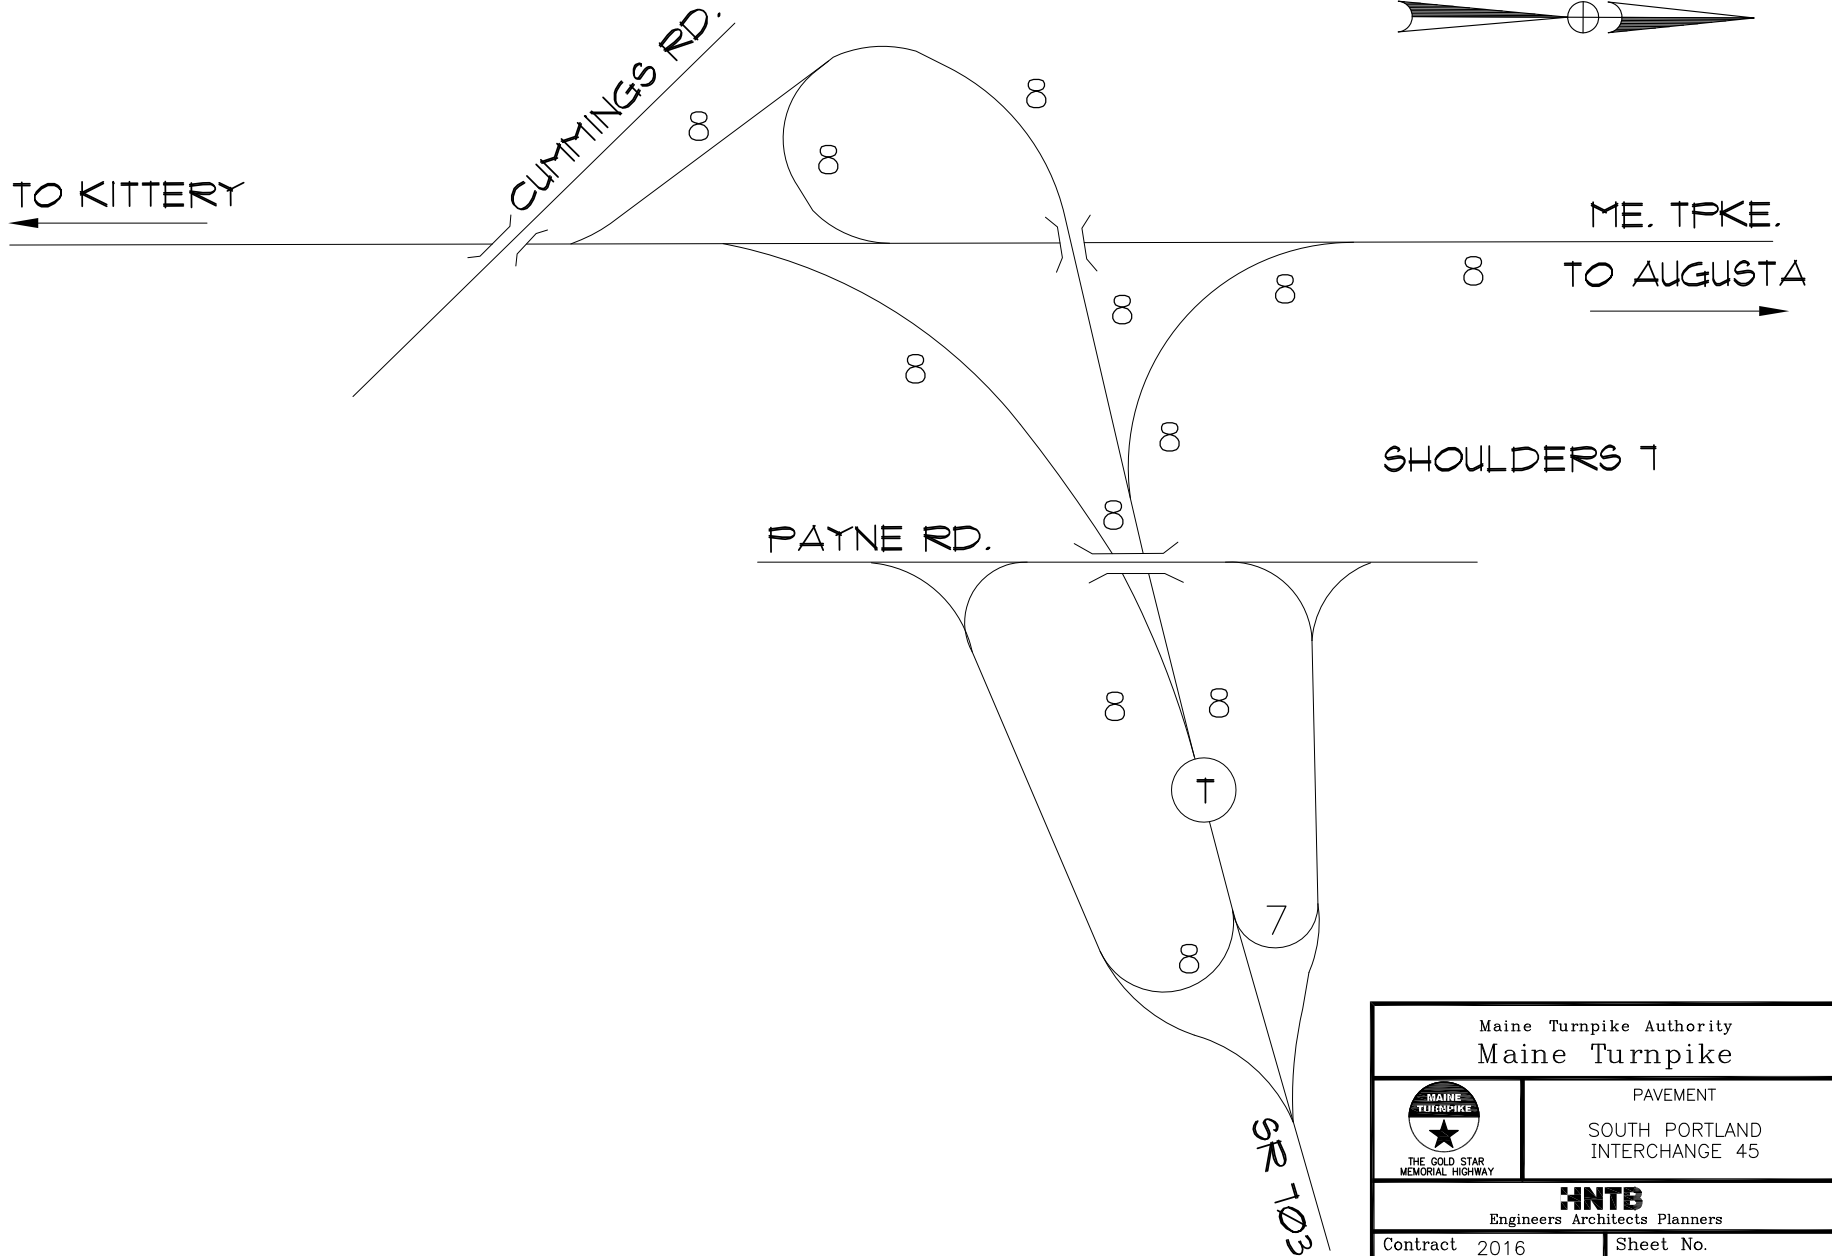 CUMMINGS RD.
8
8
8
TO KITTERY
ME. TPKE.
8
TO AUGUSTA
8
8
8
8
SHOULDERS 7
8
PAYNE RD.
8
8
T
7
8
SR 703
Maine Turnpike Authority
Maine Turnpike
MAINE
TURNPIKE
THE GOLD STAR
MEMORIAL HIGHWAY
PAVEMENT
SOUTH PORTLAND
INTERCHANGE 45
HNTB
Engineers Architects Planners
Contract 2016
Sheet No.